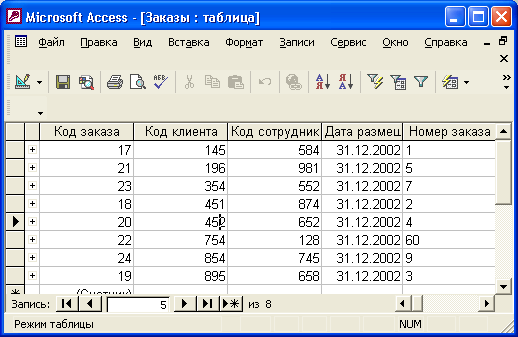 Microsoft Access - [Заказы : таблица]
Файл Правка Вид Вставка Формат Записи Сервис Окно Справка
Код заказа Код клиента Код сотрудник Дата размещ Номер заказа
+ 17 145 584 31.12.2002 1
+ 21 196 981 31.12.2002 5
+ 23 354 552 31.12.2002 7
+ 18 451 874 31.12.2002 2
+ 20 452 652 31.12.2002 4
+ 22 754 128 31.12.2002 60
+ 24 854 745 31.12.2002 9
+ 19 895 658 31.12.2002 3
(Счетчик)
Запись: 5 из 8
Режим таблицы NUM